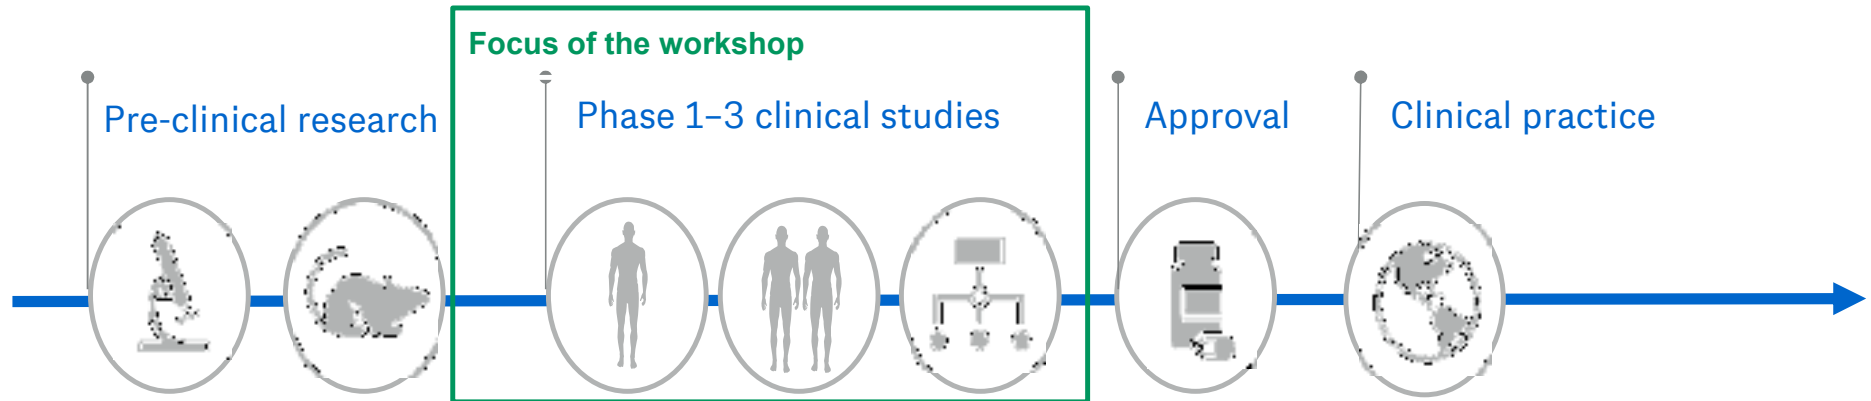 Focus of the workshop
Pre-clinical research
Phase 1–3 clinical studies
Approval
Clinical practice